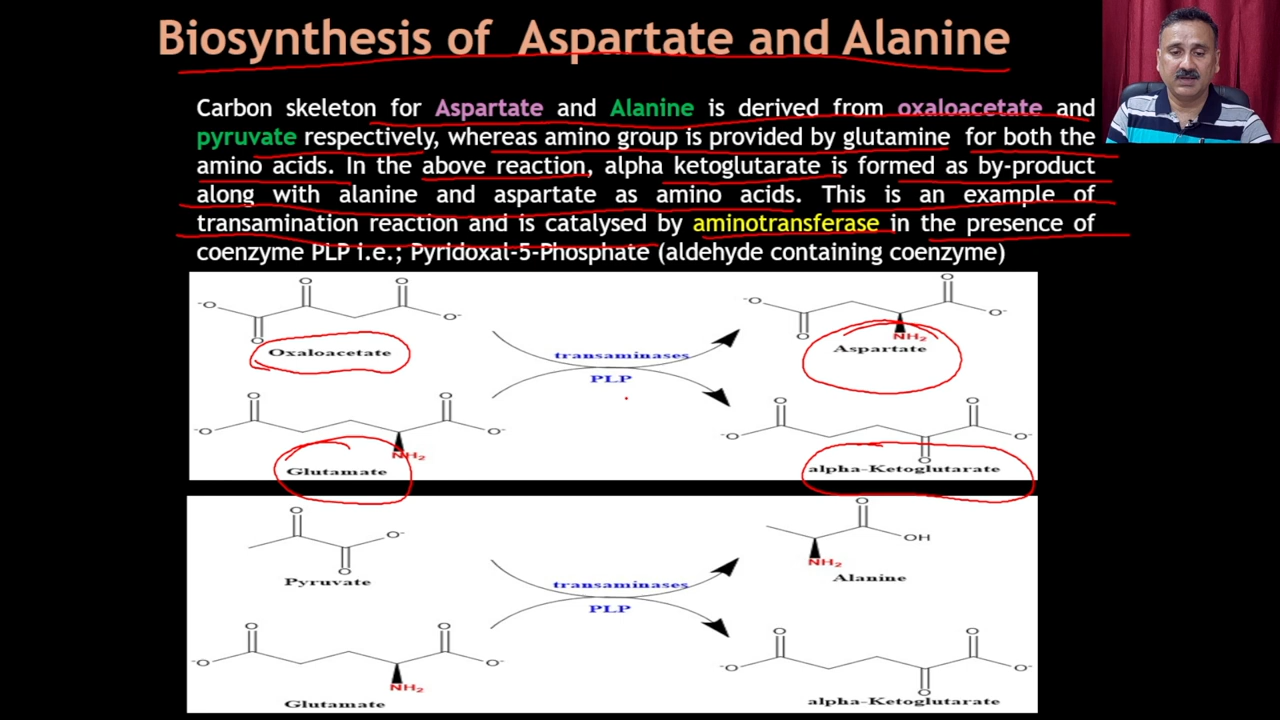 Biosynthesis of Aspartate and Alanine
Carbon skeleton for Aspartate and Alanine is derived from oxaloacetate and
pyruvate respectively, whereas amino group is provided by glutamine for both the
amino acids. In the above reaction, alpha ketoglutarate is formed as by-product
along with alanine and aspartate as amino acids. This is an example of
transamination reaction and is catalysed by aminotransferase in the presence of
coenzyme PLP i.e.; Pyridoxal-5-Phosphate (aldehyde containing coenzyme)
O O
-O O-
O
Oxaloacetate
transaminases
PLP
O
-O O-
O
NH2
Aspartate
O O
-O O-
NH2
Glutamate
O O
-O O-
O
alpha-Ketoglutarate
O
O-
O
Pyruvate
transaminases
PLP
O
OH
NH2
Alanine
O O
-O O-
NH2
Glutamate
O O
-O O-
O
alpha-Ketoglutarate